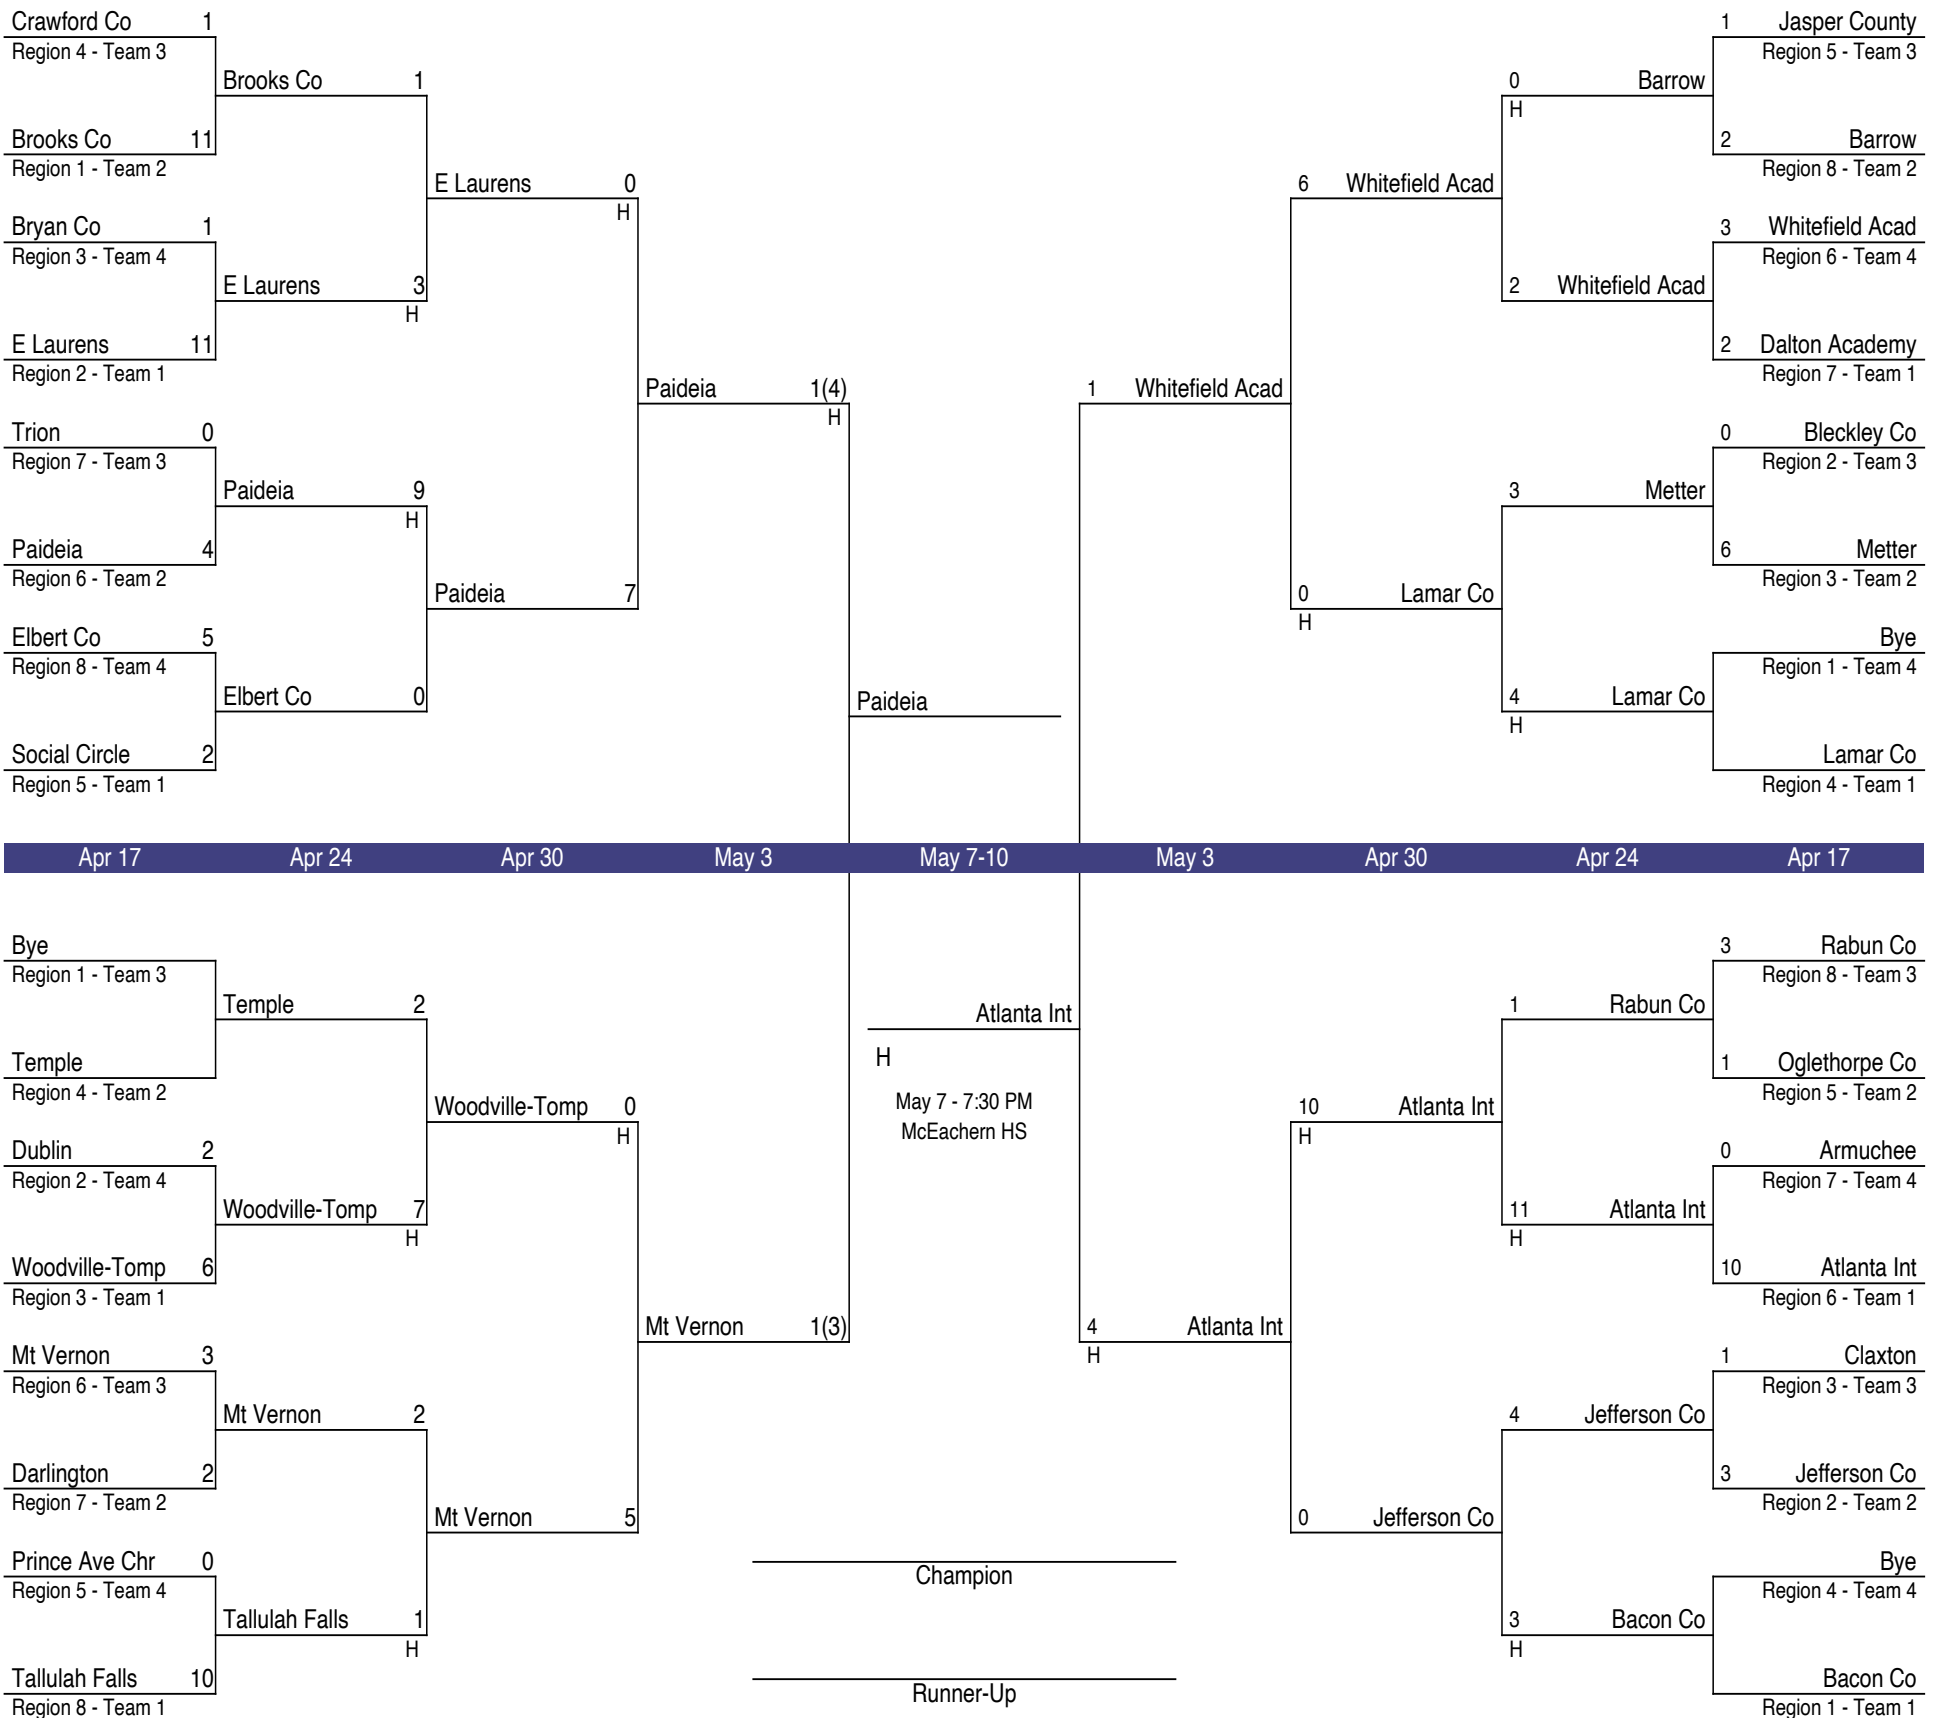 Crawford Co 1
Region 4 - Team 3
Brooks Co 1
Brooks Co 11
Region 1 - Team 2
E Laurens 0
H
Bryan Co 1
Region 3 - Team 4
E Laurens 3
H
E Laurens 11
Region 2 - Team 1
Paideia 1(4)
H
Trion 0
Region 7 - Team 3
Paideia 9
H
Paideia 4
Region 6 - Team 2
Paideia 7
Elbert Co 5
Region 8 - Team 4
Elbert Co 0
Social Circle 2
Region 5 - Team 1
Paideia
1 Jasper County
Region 5 - Team 3
0 Barrow
H
2 Barrow
Region 8 - Team 2
6 Whitefield Acad
3 Whitefield Acad
Region 6 - Team 4
2 Whitefield Acad
2 Dalton Academy
Region 7 - Team 1
1 Whitefield Acad
0 Bleckley Co
Region 2 - Team 3
3 Metter
6 Metter
Region 3 - Team 2
0 Lamar Co
H
Bye
Region 1 - Team 4
4 Lamar Co
H
Lamar Co
Region 4 - Team 1
Apr 17 Apr 24 Apr 30 May 3 May 7-10 May 3 Apr 30 Apr 24 Apr 17
Bye
Region 1 - Team 3
Temple 2
Temple
Region 4 - Team 2
Woodville-Tomp 0
H
Dublin 2
Region 2 - Team 4
Woodville-Tomp 7
H
Woodville-Tomp 6
Region 3 - Team 1
Mt Vernon 1(3)
Mt Vernon 3
Region 6 - Team 3
Mt Vernon 2
Darlington 2
Region 7 - Team 2
Mt Vernon 5
Prince Ave Chr 0
Region 5 - Team 4
Tallulah Falls 1
H
Tallulah Falls 10
Region 8 - Team 1
Atlanta Int
H
May 7 - 7:30 PM
McEachern HS
Champion
Runner-Up
3 Rabun Co
Region 8 - Team 3
1 Rabun Co
1 Oglethorpe Co
Region 5 - Team 2
10 Atlanta Int
H
0 Armuchee
Region 7 - Team 4
11 Atlanta Int
H
10 Atlanta Int
Region 6 - Team 1
4 Atlanta Int
H
1 Claxton
Region 3 - Team 3
4 Jefferson Co
3 Jefferson Co
Region 2 - Team 2
0 Jefferson Co
Bye
Region 4 - Team 4
3 Bacon Co
H
Bacon Co
Region 1 - Team 1